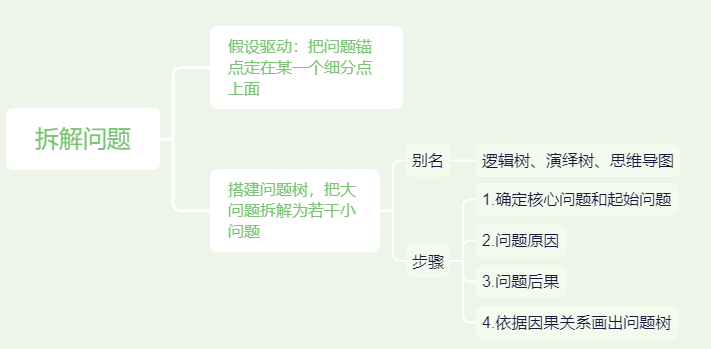 拆解问题
假设驱动：把问题锚
点定在某一个细分点
上面
搭建问题树，把大
问题拆解为若干小
问题
别名
逻辑树、演绎树、思维导图
步骤
1.确定核心问题和起始问题
2.问题原因
3.问题后果
4.依据因果关系画出问题树